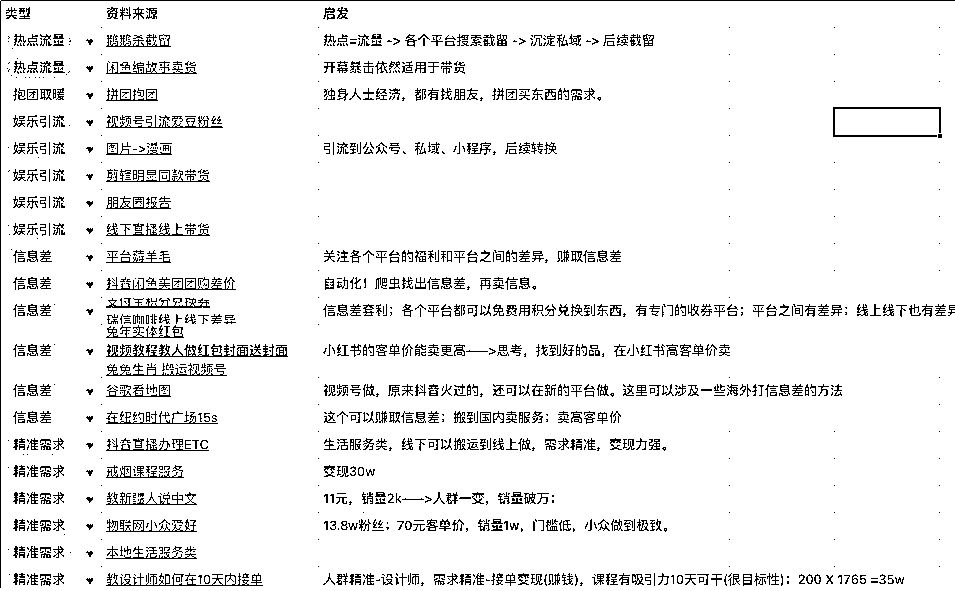 类型 资料来源 启发
热点流量 鹅鹅杀截留 热点=流量 -> 各个平台搜索截留 -> 沉淀私域 -> 后续截留
热点流量 闲鱼编故事卖货 开幕暴击依然适用于带货
抱团取暖 拼团抱团 独身人士经济，都有找朋友，拼团买东西的需求。
娱乐引流 视频号引流爱豆粉丝
娱乐引流 图片->漫画 引流到公众号、私域、小程序，后续转换
娱乐引流 剪辑明显同款带货
娱乐引流 朋友圈报告
娱乐引流 线下直播线上带货
信息差 平台薅羊毛 关注各个平台的福利和平台之间的差异，赚取信息差
信息差 抖音闲鱼美团团购差价 自动化！爬虫找出信息差，再卖信息。
支付宝积分兑换券
信息差 瑞信咖啡线上线下差异 信息差套利；各个平台都可以免费用积分兑换到东西，有专门的收券平台；平台之间有差异；线上线下也有差异
兔年实体红包
信息差 视频教程教人做红包封面送封面 小红书的客单价能卖更高——>思考，找到好的品，在小红书高客单价卖
兔兔生肖 搬运视频号
信息差 谷歌看地图 视频号做，原来抖音火过的，还可以在新的平台做。这里可以涉及一些海外打信息差的方法
信息差 在纽约时代广场15s 这个可以赚取信息差；搬到国内卖服务；卖高客单价
精准需求 抖音直播办理ETC 生活服务类，线下可以搬运到线上做，需求精准，变现力强。
精准需求 戒烟课程服务 变现30w
精准需求 教新疆人说中文 11元，销量2k——>人群一变，销量破万；
精准需求 物联网小众爱好 13.8w粉丝；70元客单价，销量1w，门槛低，小众做到极致。
精准需求 本地生活服务类
精准需求 教设计师如何在10天内接单 人群精准-设计师，需求精准-接单变现(赚钱)，课程有吸引力10天可干(很目标性)；200 X 1765 =35w